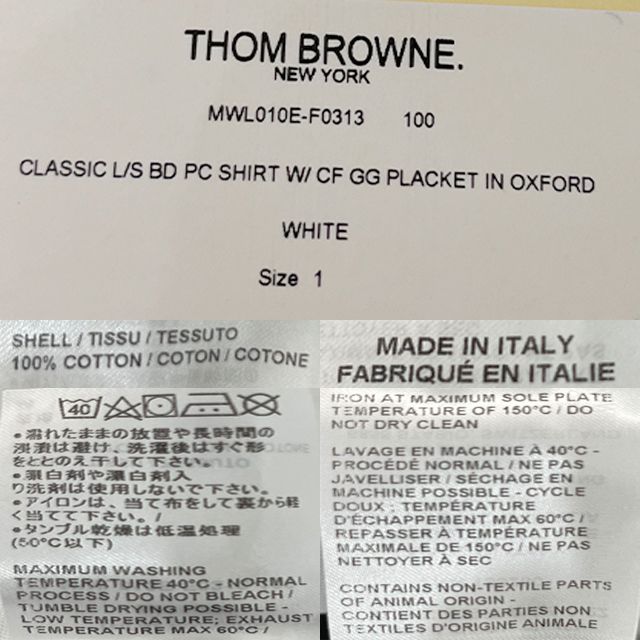 THOM BROWNE.
NEW YORK
MWL010E-F0313 100
CLASSIC L/S BD PC SHIRT W/ CF GG PLACKET IN OXFORD
WHITE
Size 1
SHELL / TISSU / TESSUTO
100% COTTON / COTON / COTONE
40
•濡れたままの放置や長時間の
浸漬は避け、洗濯後はすぐ形
をととのえ干して下さい。
•漂白剤や漂白剤入
り洗剤は使用しないで下さい。
•アイロンは、当て布をして裏から軽
く当てて下さい。/
•タンブル乾燥は低温処理
(50°C以下)
MAXIMUM WASHING
TEMPERATURE 40°C - NORMAL
PROCESS / DO NOT BLEACH /
TUMBLE DRYING POSSIBLE -
LOW TEMPERATURE; EXHAUST
TEMPERATURE MAX 60°C /
MADE IN ITALY
FABRIQUÉ EN ITALIE
IRON AT MAXIMUM SOLE PLATE
TEMPERATURE OF 150°C / DO
NOT DRY CLEAN
LAVAGE EN MACHINE À 40°C -
PROCÉDÉ NORMAL / NE PAS
JAVELLISER / SÉCHAGE EN
MACHINE POSSIBLE - CYCLE
DOUX ; TEMPÉRATURE
D'ÉCHAPPEMENT MAX 60°C /
REPASSER À TEMPÉRATURE
MAXIMALE DE 150°C / NE PAS
NETTOYER À SEC
CONTAINS NON-TEXTILE PARTS
OF ANIMAL ORIGIN -
CONTIENT DES PARTIES NON
TEXTILES D'ORIGINE ANIMALE